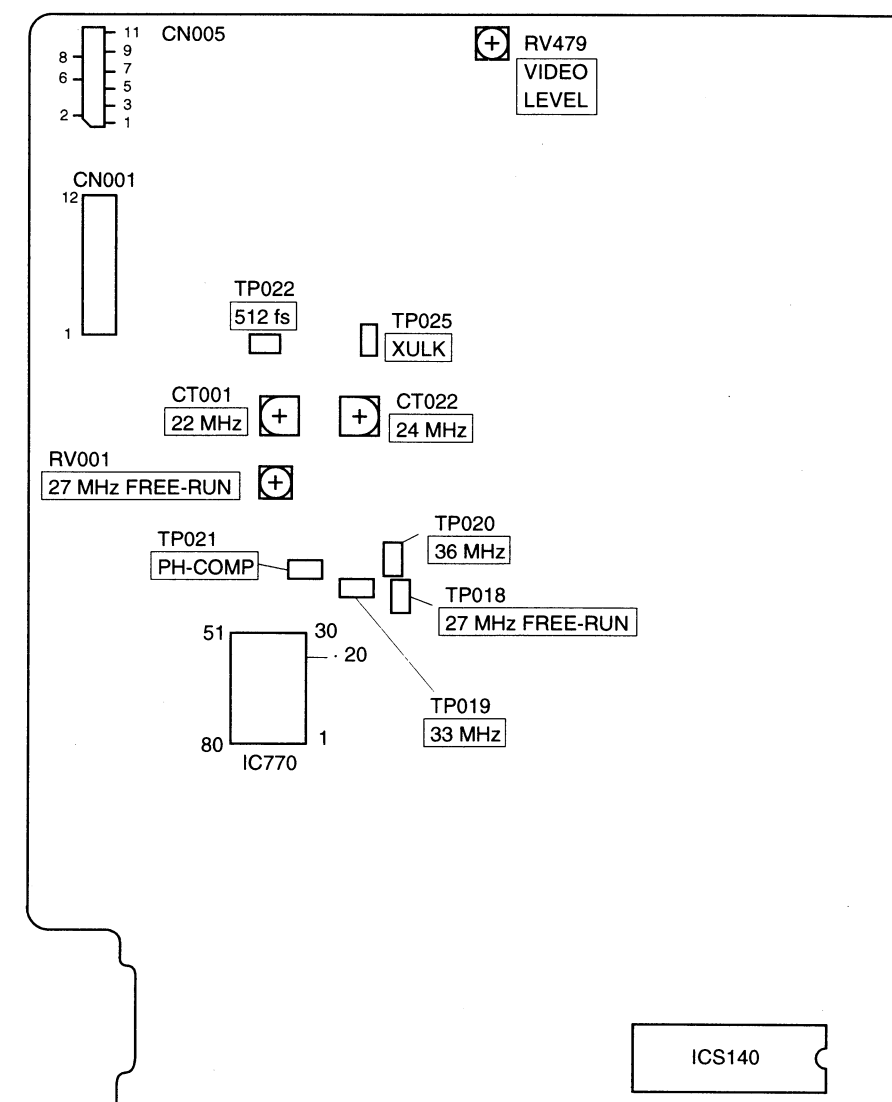 11
CN005
9
8
7
6
5
3
2
1
RV479
VIDEO
LEVEL
CN001
12
1
TP022
512 fs
TP025
XULK
CT001
22 MHz
CT022
24 MHz
RV001
27 MHz FREE-RUN
TP020
36 MHz
TP021
PH-COMP
TP018
27 MHz FREE-RUN
51
30
20
80
1
IC770
TP019
33 MHz
ICS140